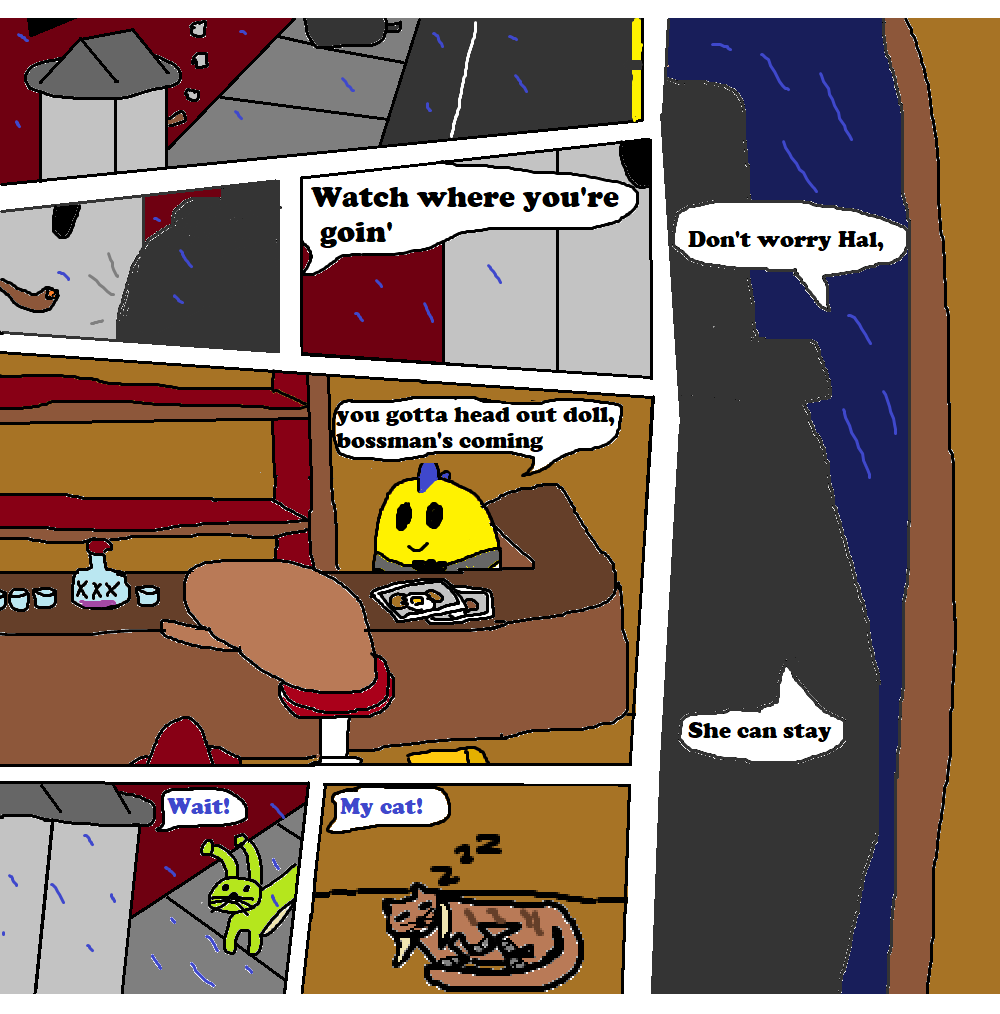 Watch where you're
goin'
you gotta head out doll,
bossman's coming
Don't worry Hal,
She can stay
XXX
Wait!
My cat!
z z z